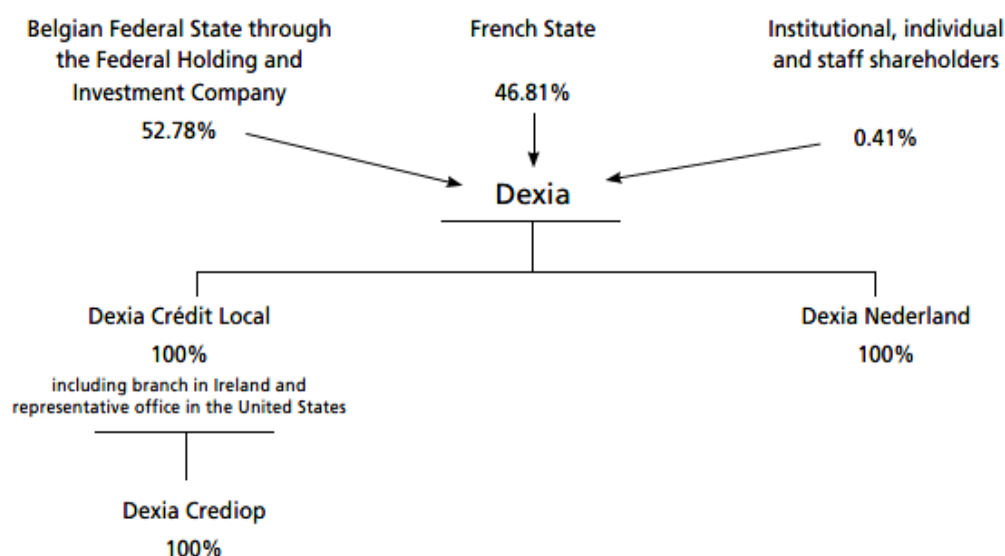 Belgian Federal State through
the Federal Holding and
Investment Company
52.78%
French State
46.81%
Institutional, individual
and staff shareholders
0.41%
Dexia
Dexia Crédit Local
100%
including branch in Ireland and
representative office in the United States
Dexia Nederland
100%
Dexia Crediop
100%